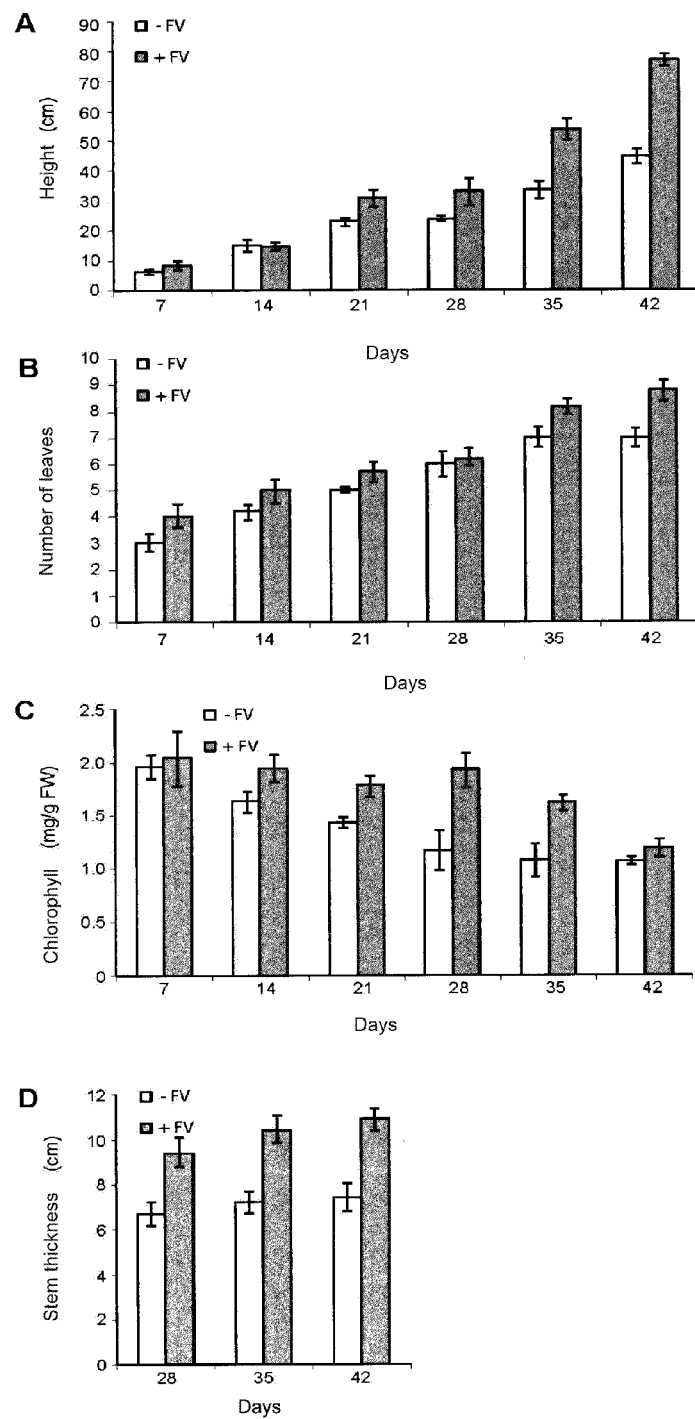 A
90
80
70
60
50
40
30
20
10
0
Height (cm)
- FV
+ FV
7 14 21 28 35 42
Days
B
10
9
8
7
6
5
4
3
2
1
0
Number of leaves
- FV
+ FV
7 14 21 28 35 42
Days
C
2.5
2.0
1.5
1.0
0.5
0
Chlorophyll (mg/g FW)
- FV
+ FV
7 14 21 28 35 42
Days
D
12
10
8
6
4
2
0
Stem thickness (cm)
- FV
+ FV
28 35 42
Days